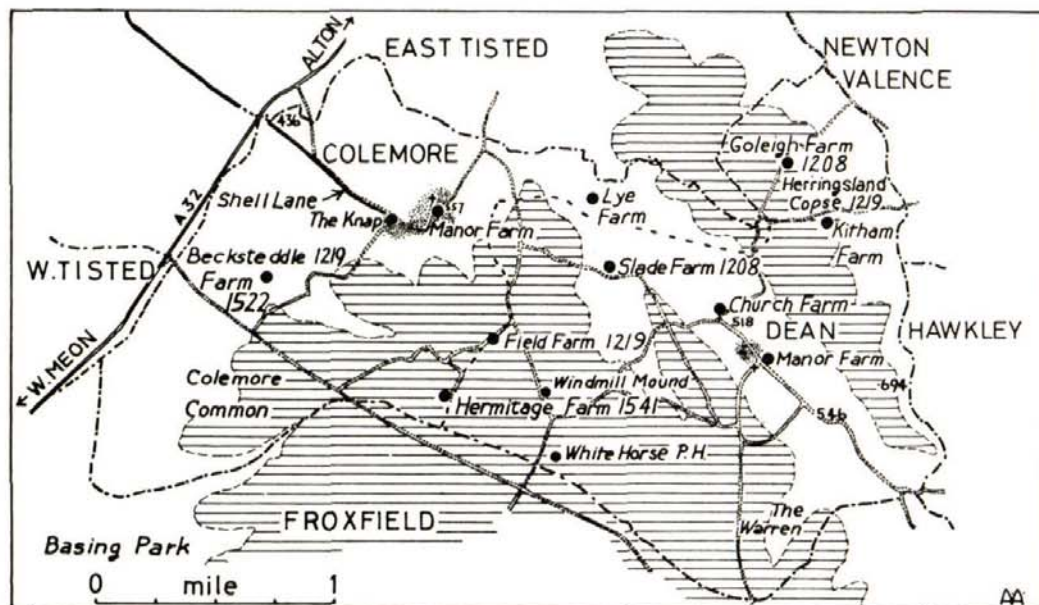 ALTON
EAST TISTED
NEWTON
VALENCE
436
COLEMORE
Goleigh Farm
1208
Shell Lane
Herringsland
Copse 1219
A 32
The Knap
557
Manor Farm
Lye
Farm
Kitham
Farm
W. TISTED
Becksteddle 1219
Farm
1522
Slade Farm 1208
Church Farm
518
DEAN
HAWKLEY
W. MEON
Field Farm 1219
Manor Farm
Colemore
Common
Windmill Mound
694
Hermitage Farm 1541
546
White Horse P.H.
The
Warren
FROXFIELD
Basing Park
0 1
mile
AA